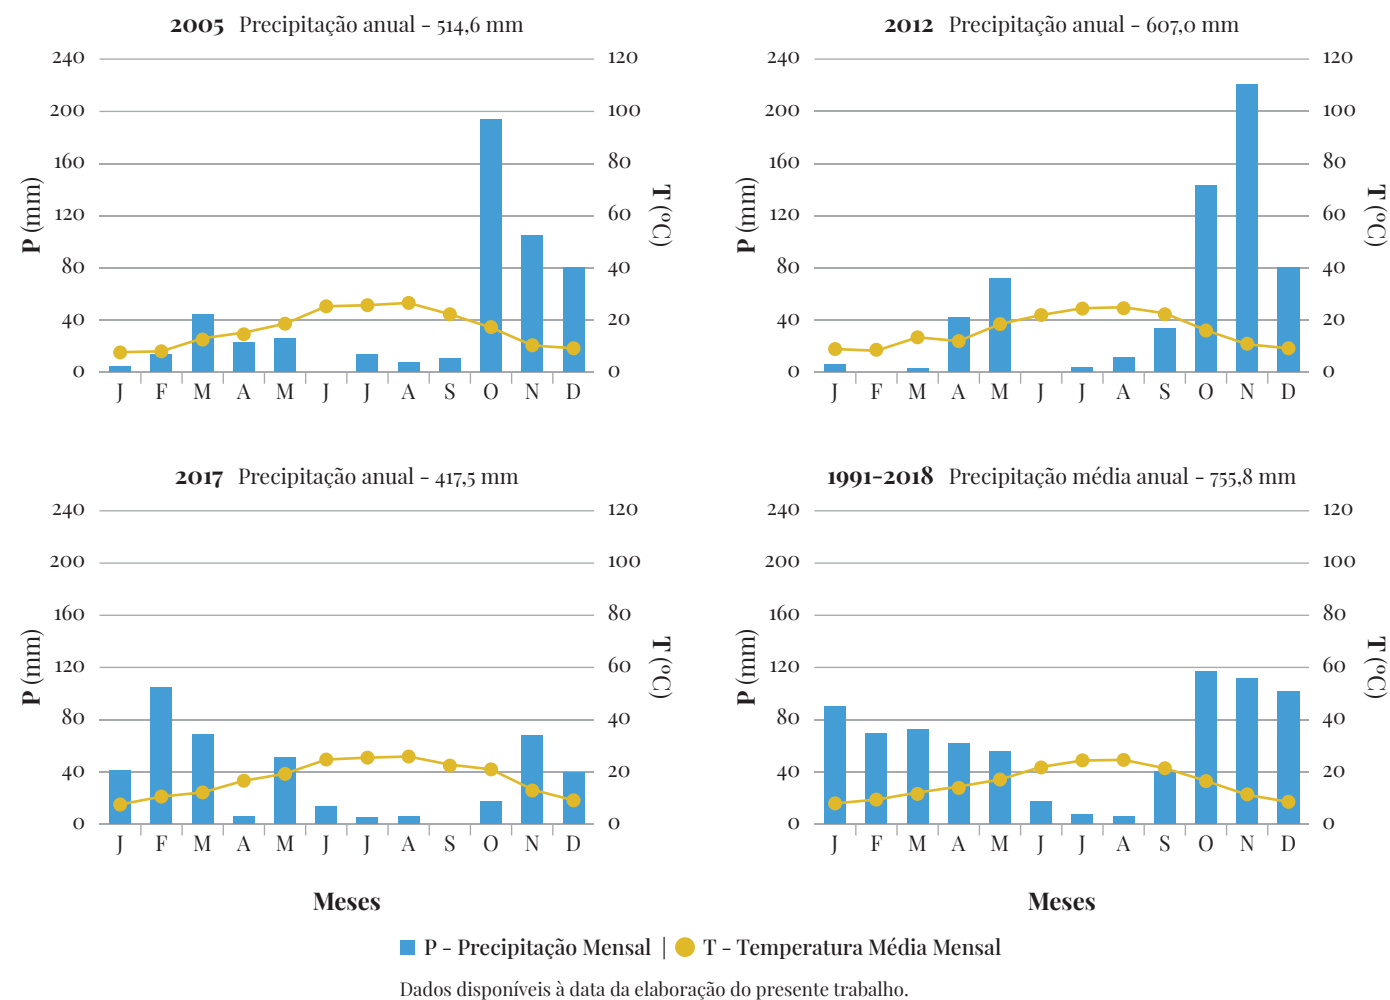 2005 Precipitação anual - 514,6 mm
240 120
200 100
160 80
120 60
80 40
40 20
0 0
P (mm)
T (ºC)
J F M A M J J A S O N D
2012 Precipitação anual - 607,0 mm
240 120
200 100
160 80
120 60
80 40
40 20
0 0
P (mm)
T (ºC)
J F M A M J J A S O N D
2017 Precipitação anual - 417,5 mm
240 120
200 100
160 80
120 60
80 40
40 20
0 0
P (mm)
T (ºC)
J F M A M J J A S O N D
Meses
1991-2018 Precipitação média anual - 755,8 mm
240 120
200 100
160 80
120 60
80 40
40 20
0 0
P (mm)
T (ºC)
J F M A M J J A S O N D
Meses
P - Precipitação Mensal | T - Temperatura Média Mensal
Dados disponíveis à data da elaboração do presente trabalho.